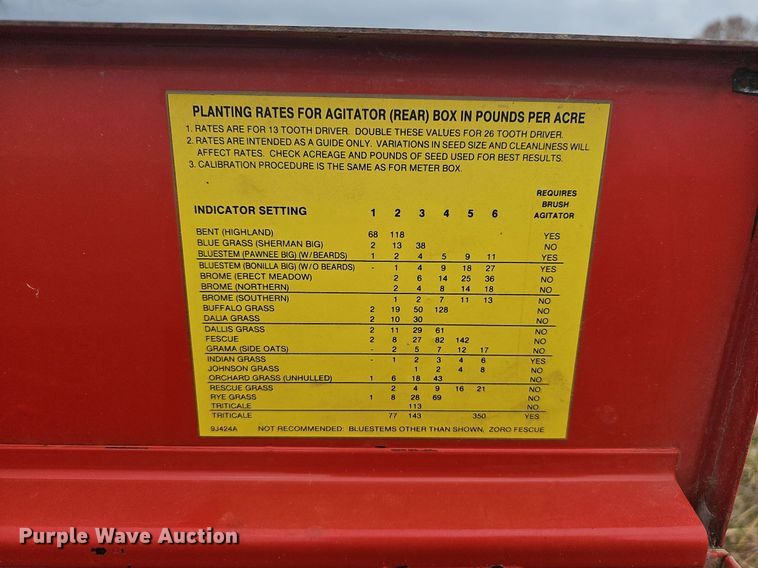 PLANTING RATES FOR AGITATOR (REAR) BOX IN POUNDS PER ACRE
1. RATES ARE FOR 13 TOOTH DRIVER. DOUBLE THESE VALUES FOR 26 TOOTH DRIVER.
2. RATES ARE INTENDED AS A GUIDE ONLY. VARIATIONS IN SEED SIZE AND CLEANLINESS WILL
AFFECT RATES. CHECK ACREAGE AND POUNDS OF SEED USED FOR BEST RESULTS.
3. CALIBRATION PROCEDURE IS THE SAME AS FOR METER BOX.
REQUIRES
BRUSH
INDICATOR SETTING 1 2 3 4 5 6 AGITATOR
BENT (HIGHLAND) 68 118 YES
BLUE GRASS (SHERMAN BIG) 2 13 38 NO
BLUESTEM (PAWNEE BIG) (W/BEARDS) 1 2 4 5 9 11 YES
BLUESTEM (BONILLA BIG) (W/O BEARDS) - 1 4 9 18 27 YES
BROME (ERECT MEADOW) 2 6 14 25 36 NO
BROME (NORTHERN) 2 4 8 14 18 NO
BROME (SOUTHERN) 1 2 7 11 13 NO
BUFFALO GRASS 2 19 50 128 NO
DALIA GRASS 2 10 30 NO
DALLIS GRASS 2 11 29 61 NO
FESCUE 2 8 27 82 142 NO
GRAMA (SIDE OATS) - 2 5 7 12 17 NO
INDIAN GRASS - 1 2 3 4 6 YES
JOHNSON GRASS 1 2 4 8 NO
ORCHARD GRASS (UNHULLED) 1 6 18 43 NO
RESCUE GRASS 2 4 9 16 21 NO
RYE GRASS 1 8 28 69 NO
TRITICALE 113 NO
TRITICALE 77 143 350 YES
9J424A NOT RECOMMENDED: BLUESTEMS OTHER THAN SHOWN, ZORO FESCUE
Purple Wave Auction